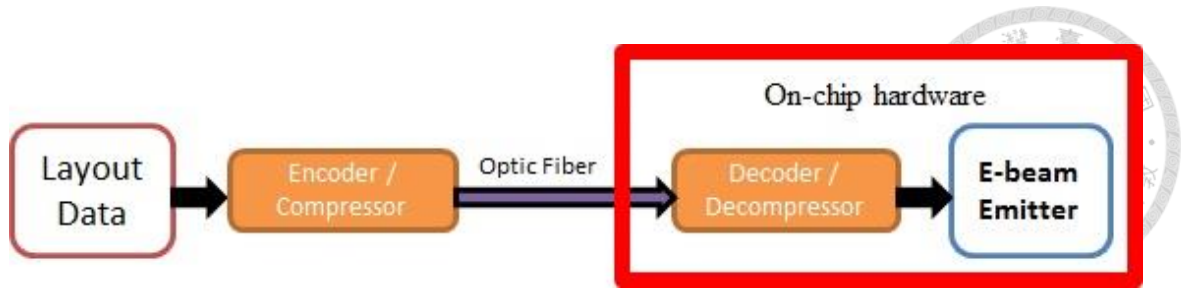 On-chip hardware
Layout
Data
Encoder /
Compressor
Optic Fiber
Decoder /
Decompressor
E-beam
Emitter